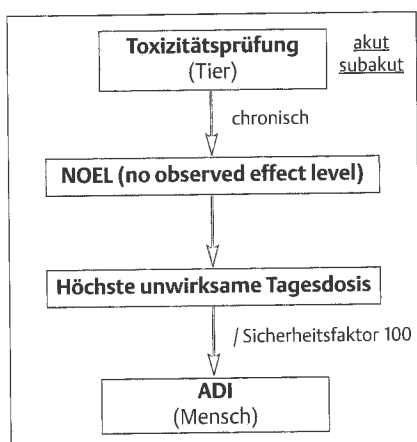 Toxizitätsprüfung
(Tier)
akut
subakut
chronisch
NOEL (no observed effect level)
Höchste unwirksame Tagesdosis
/ Sicherheitsfaktor 100
ADI
(Mensch)